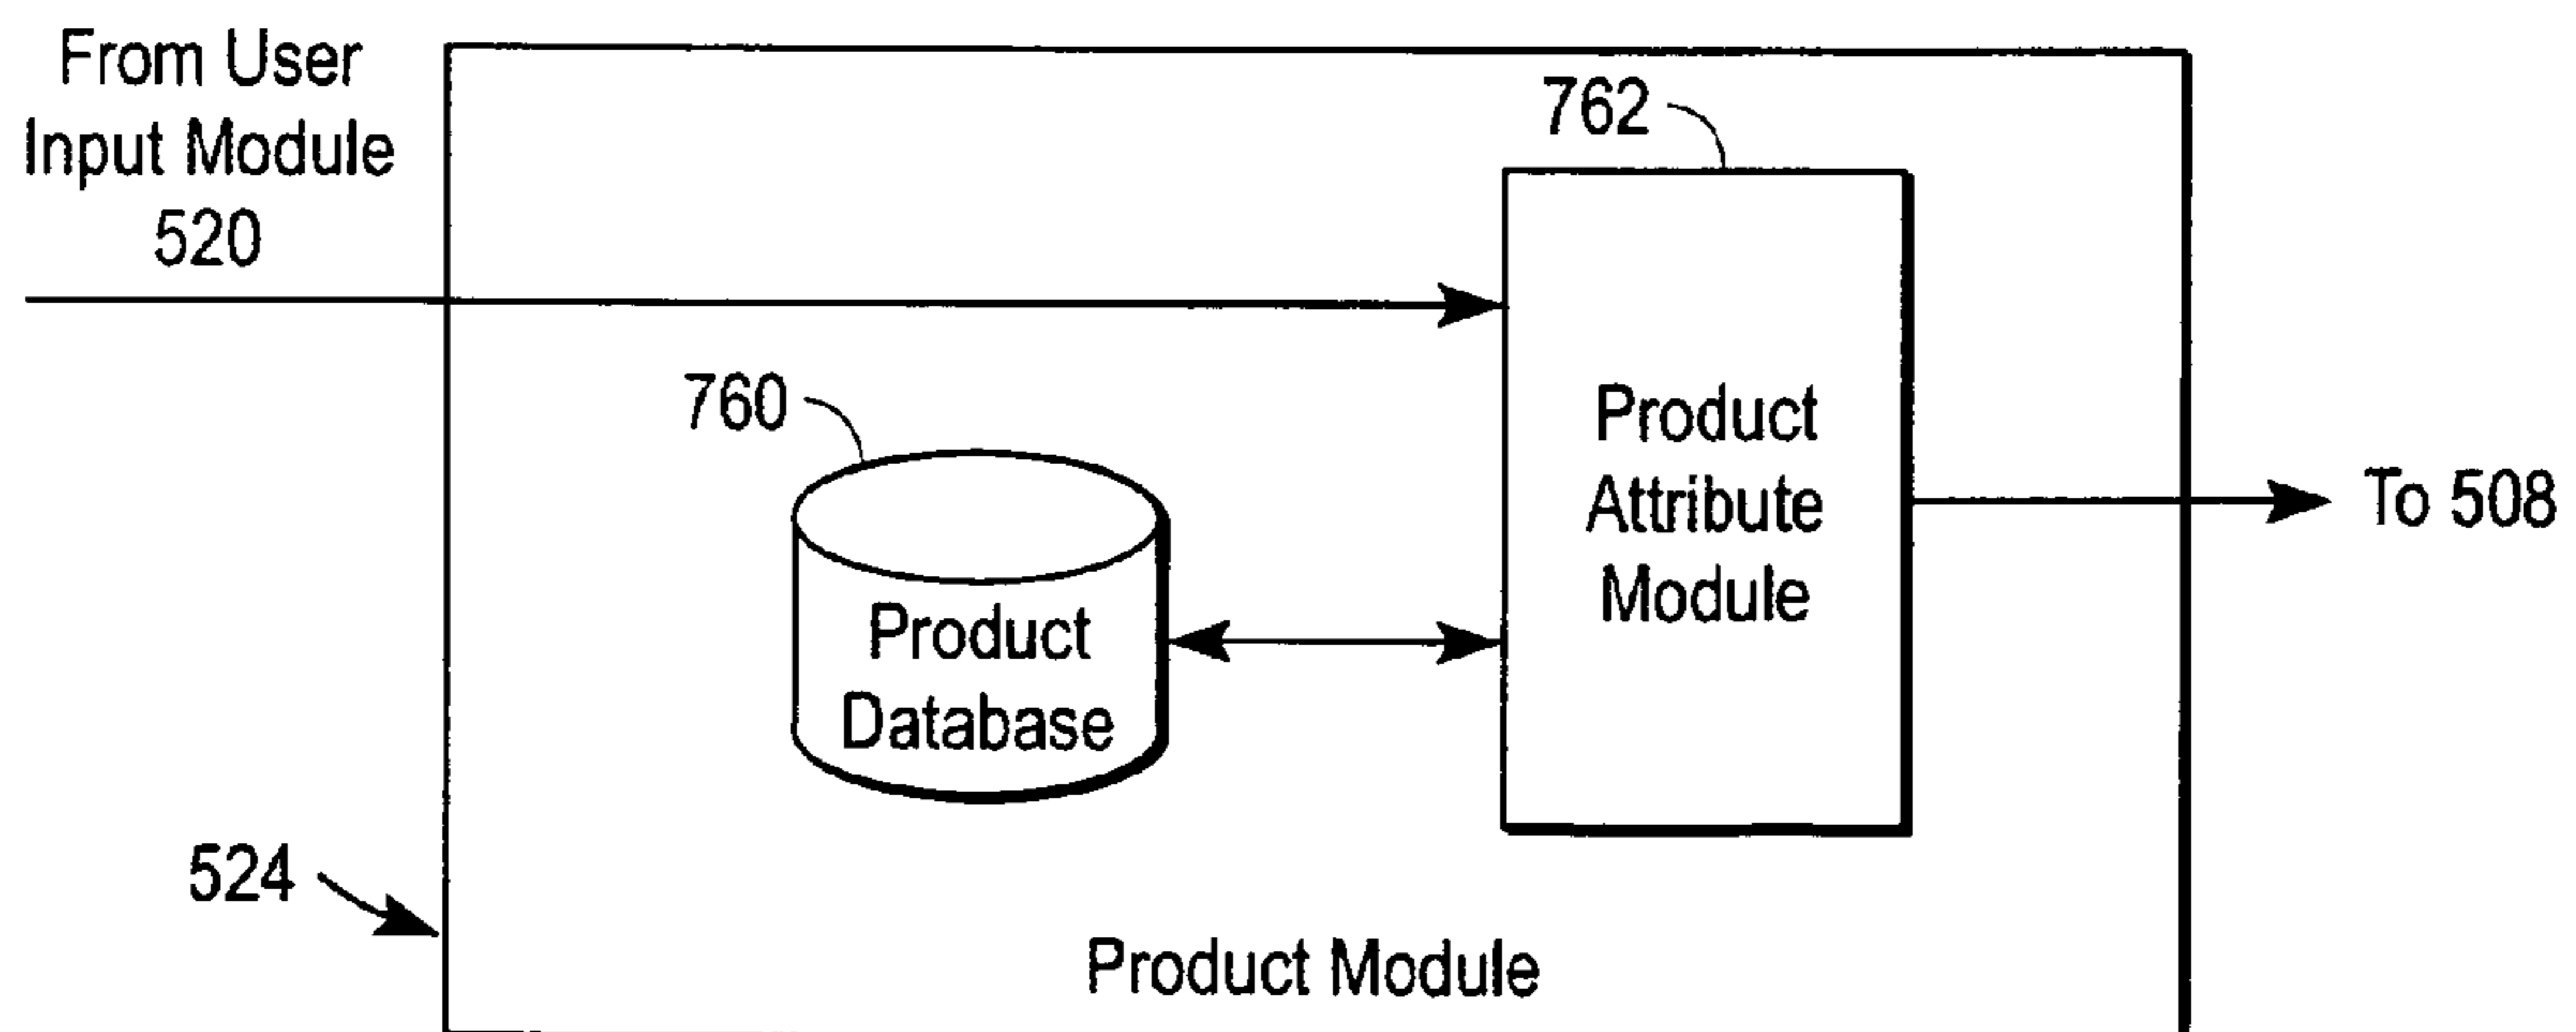 From User
Input Module
520
762
760
Product
Attribute
Module
To 508
Product
Database
524
Product Module